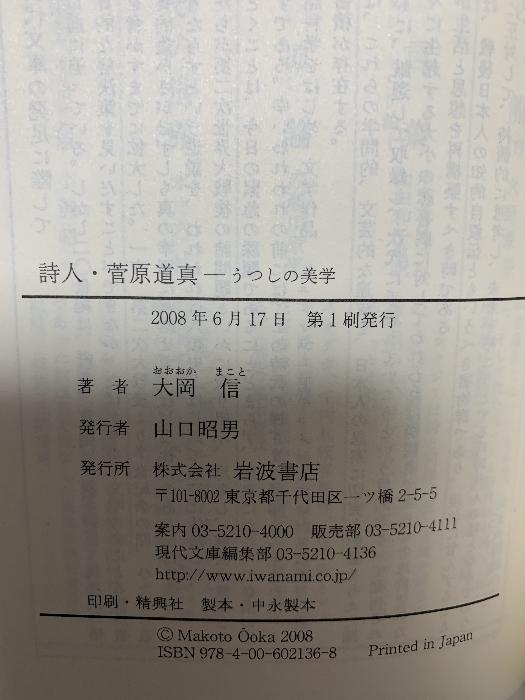 詩人・菅原道真―うつしの美学
2008年6月17日　第1刷発行
おおおか　まこと
著　者　大岡　信
発行者　山口昭男
発行所　株式会社　岩波書店
〒101-8002 東京都千代田区一ツ橋 2-5-5
案内 03-5210-4000　販売部 03-5210-4111
現代文庫編集部 03-5210-4136
http://www.iwanami.co.jp/
印刷・精興社　製本・中永製本
© Makoto Ōoka 2008
ISBN 978-4-00-602136-8　Printed in Japan